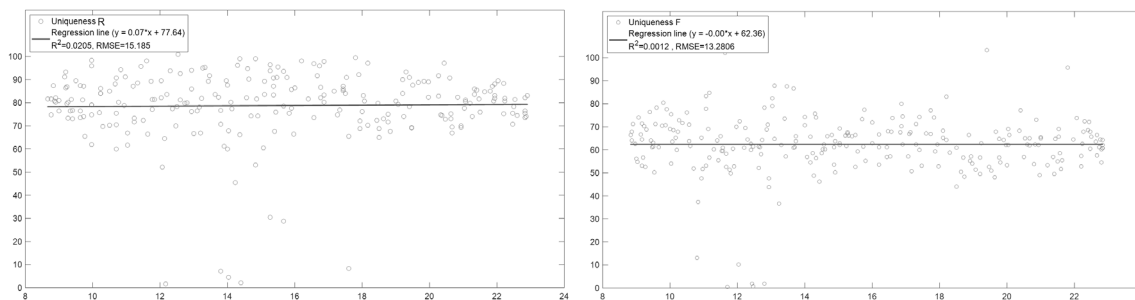 Uniqueness R
Regression line (y = 0.07*x + 77.64)
R²=0.0205, RMSE=15.185
100
90
80
70
60
50
40
30
20
10
0
8 10 12 14 16 18 20 22 24
Uniqueness F
Regression line (y = -0.00*x + 62.36)
R²=0.0012 , RMSE=13.2806
100
90
80
70
60
50
40
30
20
10
0
8 10 12 14 16 18 20 22